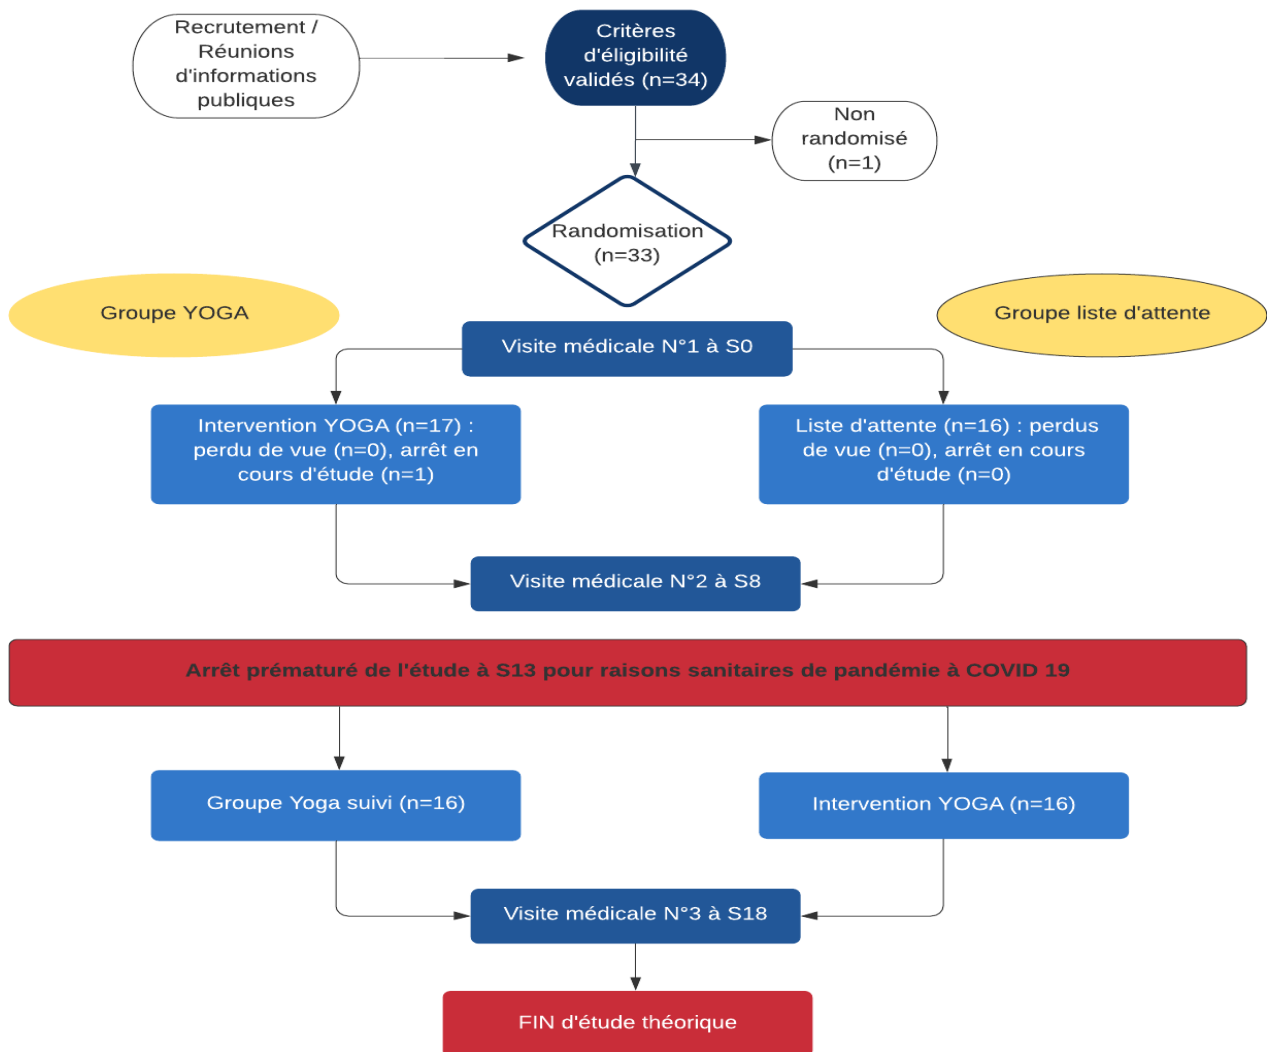 Recrutement /
Réunions
d'informations
publiques
Critères
d'éligibilité
validés (n=34)
Non
randomisé
(n=1)
Randomisation
(n=33)
Groupe YOGA
Groupe liste d'attente
Visite médicale N°1 à S0
Intervention YOGA (n=17) :
perdu de vue (n=0), arrêt en
cours d'étude (n=1)
Liste d'attente (n=16) : perdus
de vue (n=0), arrêt en cours
d'étude (n=0)
Visite médicale N°2 à S8
Arrêt prématuré de l'étude à S13 pour raisons sanitaires de pandémie à COVID 19
Groupe Yoga suivi (n=16)
Intervention YOGA (n=16)
Visite médicale N°3 à S18
FIN d'étude théorique